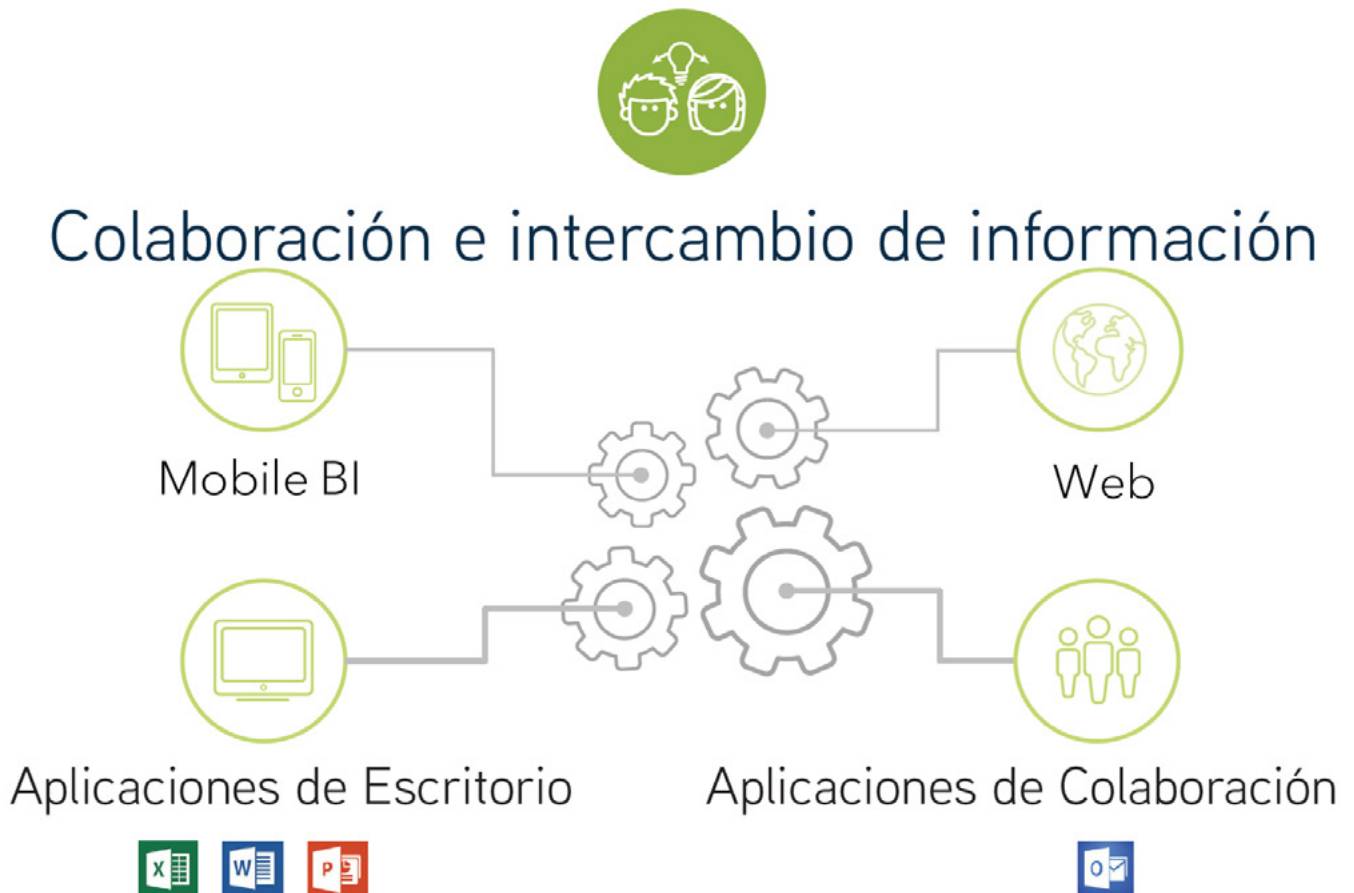 Colaboración e intercambio de información
Mobile BI
Web
Aplicaciones de Escritorio
Aplicaciones de Colaboración
X
W
P
O